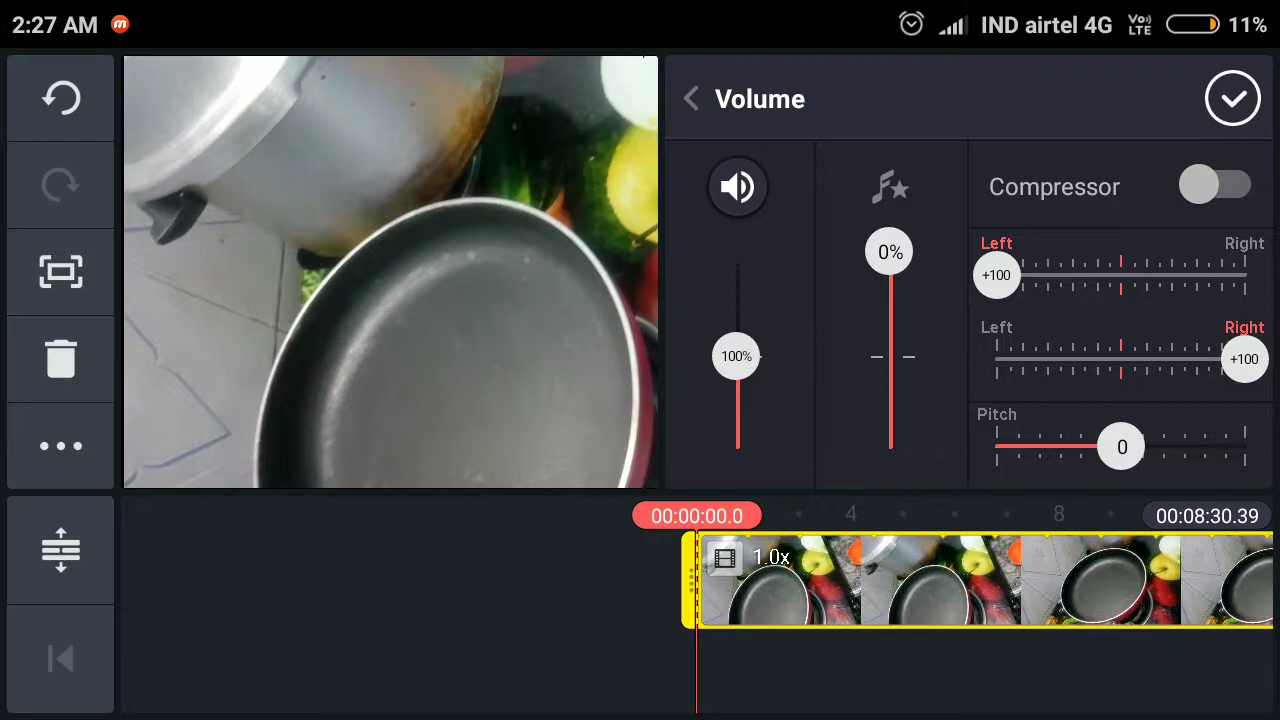 2:27 AM m IND airtel 4G Vo)) LTE 11%
Volume
Compressor
0%
100%
Left Right
+100
Left Right
+100
Pitch
0
00:00:00.0 4 8 00:08:30.39
1.0x